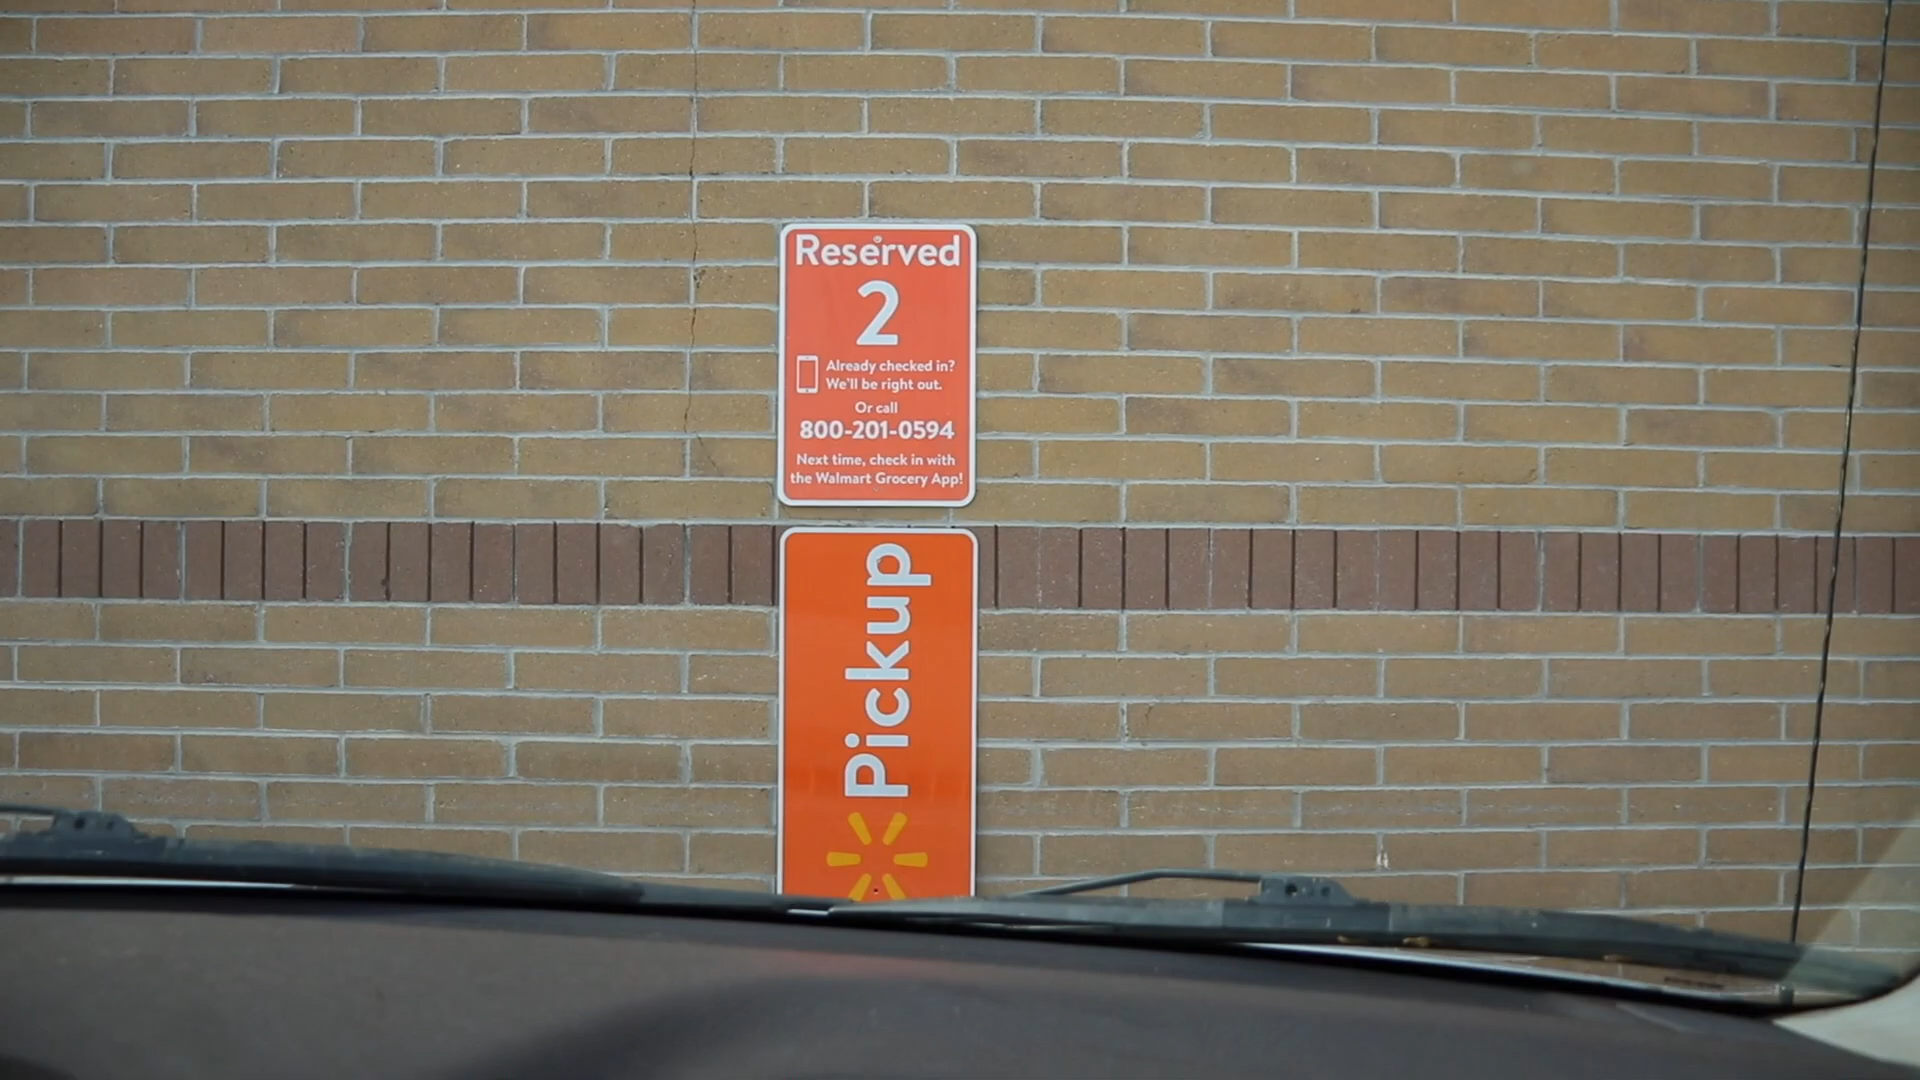 Reserved
2
Already checked in?
We'll be right out.
Or call
800-201-0594
Next time, check in with
the Walmart Grocery App!
Pickup